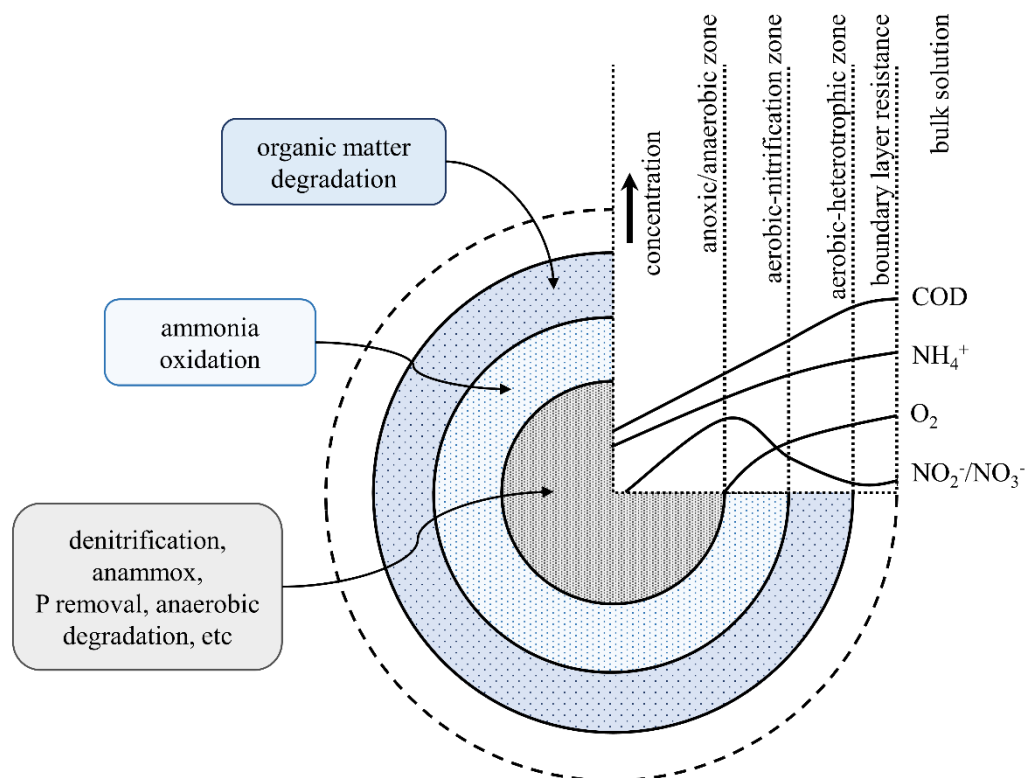 organic matter
degradation
ammonia
oxidation
denitrification,
anammox,
P removal, anaerobic
degradation, etc
concentration
anoxic/anaerobic zone
aerobic-nitrification zone
aerobic-heterotrophic zone
boundary layer resistance
bulk solution
COD
NH₄⁺
O₂
NO₂⁻/NO₃⁻